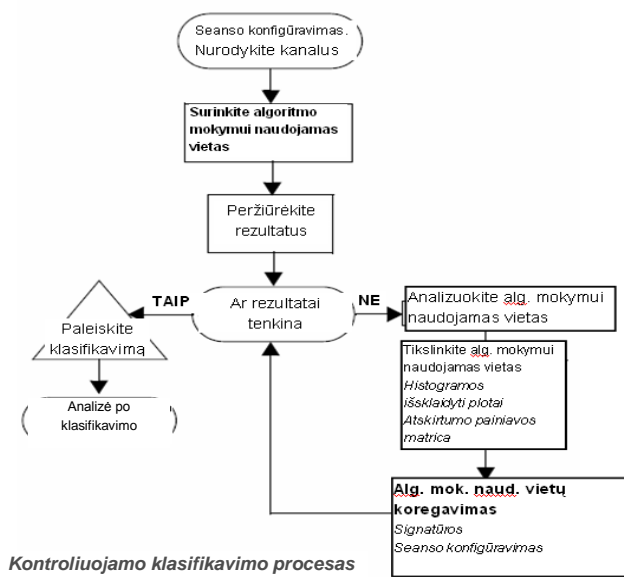 Seanso konfigūravimas.
Nurodykite kanalus
Surinkite algoritmo
mokymui naudojamas
vietas
Peržiūrėkite
rezultatus
Ar rezultatai
tenkina
TAIP
NE
Paleiskite
klasifikavimą
Analizė po
klasifikavimo
Analizuokite alg. mokymui
naudojamas vietas
Tikslinkite alg. mokymui
naudojamas vietas
Histogramos
išsklaidyti plotai
Atskirtumo painiavos
matrica
Alg. mok. naud. vietų
koregavimas
Signatūros
Seanso konfigūravimas
Kontroliuojamo klasifikavimo procesas